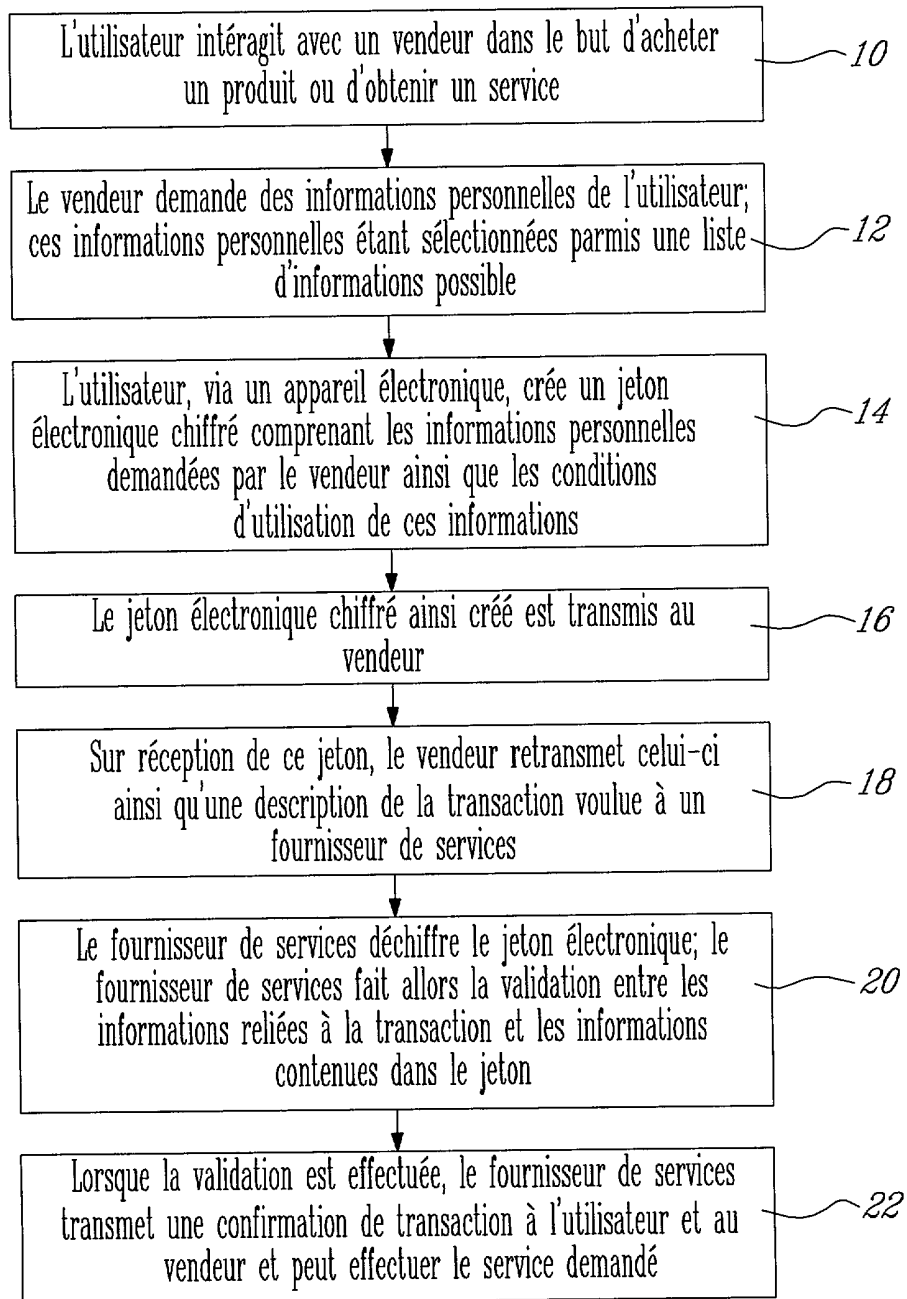 L'utilisateur intéragit avec un vendeur dans le but d'acheter
un produit ou d'obtenir un service
10
Le vendeur demande des informations personnelles de l'utilisateur;
ces informations personnelles étant sélectionnées parmis une liste
d'informations possible
12
L'utilisateur, via un appareil électronique, crée un jeton
électronique chiffré comprenant les informations personnelles
demandées par le vendeur ainsi que les conditions
d'utilisation de ces informations
14
Le jeton électronique chiffré ainsi créé est transmis au
vendeur
16
Sur réception de ce jeton, le vendeur retransmet celui-ci
ainsi qu'une description de la transaction voulue à un
fournisseur de services
18
Le fournisseur de services déchiffre le jeton électronique; le
fournisseur de services fait allors la validation entre les
informations reliées à la transaction et les informations
contenues dans le jeton
20
Lorsque la validation est effectuée, le fournisseur de services
transmet une confirmation de transaction à l'utilisateur et au
vendeur et peut effectuer le service demandé
22